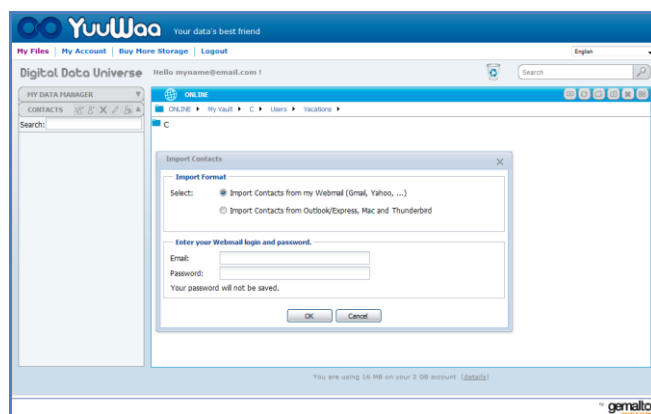 YuuWaa Your data's best friend
My Files | My Account | Buy More Storage | Logout English
Digital Data Universe Hello myname@email.com ! Search
MY DATA MANAGER ONLINE
CONTACTS ONLINE My Vault C Users Vacations
Search: C
Import Contacts
Import Format
Select: Import Contacts from my Webmail (Gmail, Yahoo, ...)
Import Contacts from Outlook/Express, Mac and Thunderbird
Enter your Webmail login and password.
Email:
Password:
Your password will not be saved.
OK Cancel
You are using 16 MB on your 2 GB account (details)
by gemalto